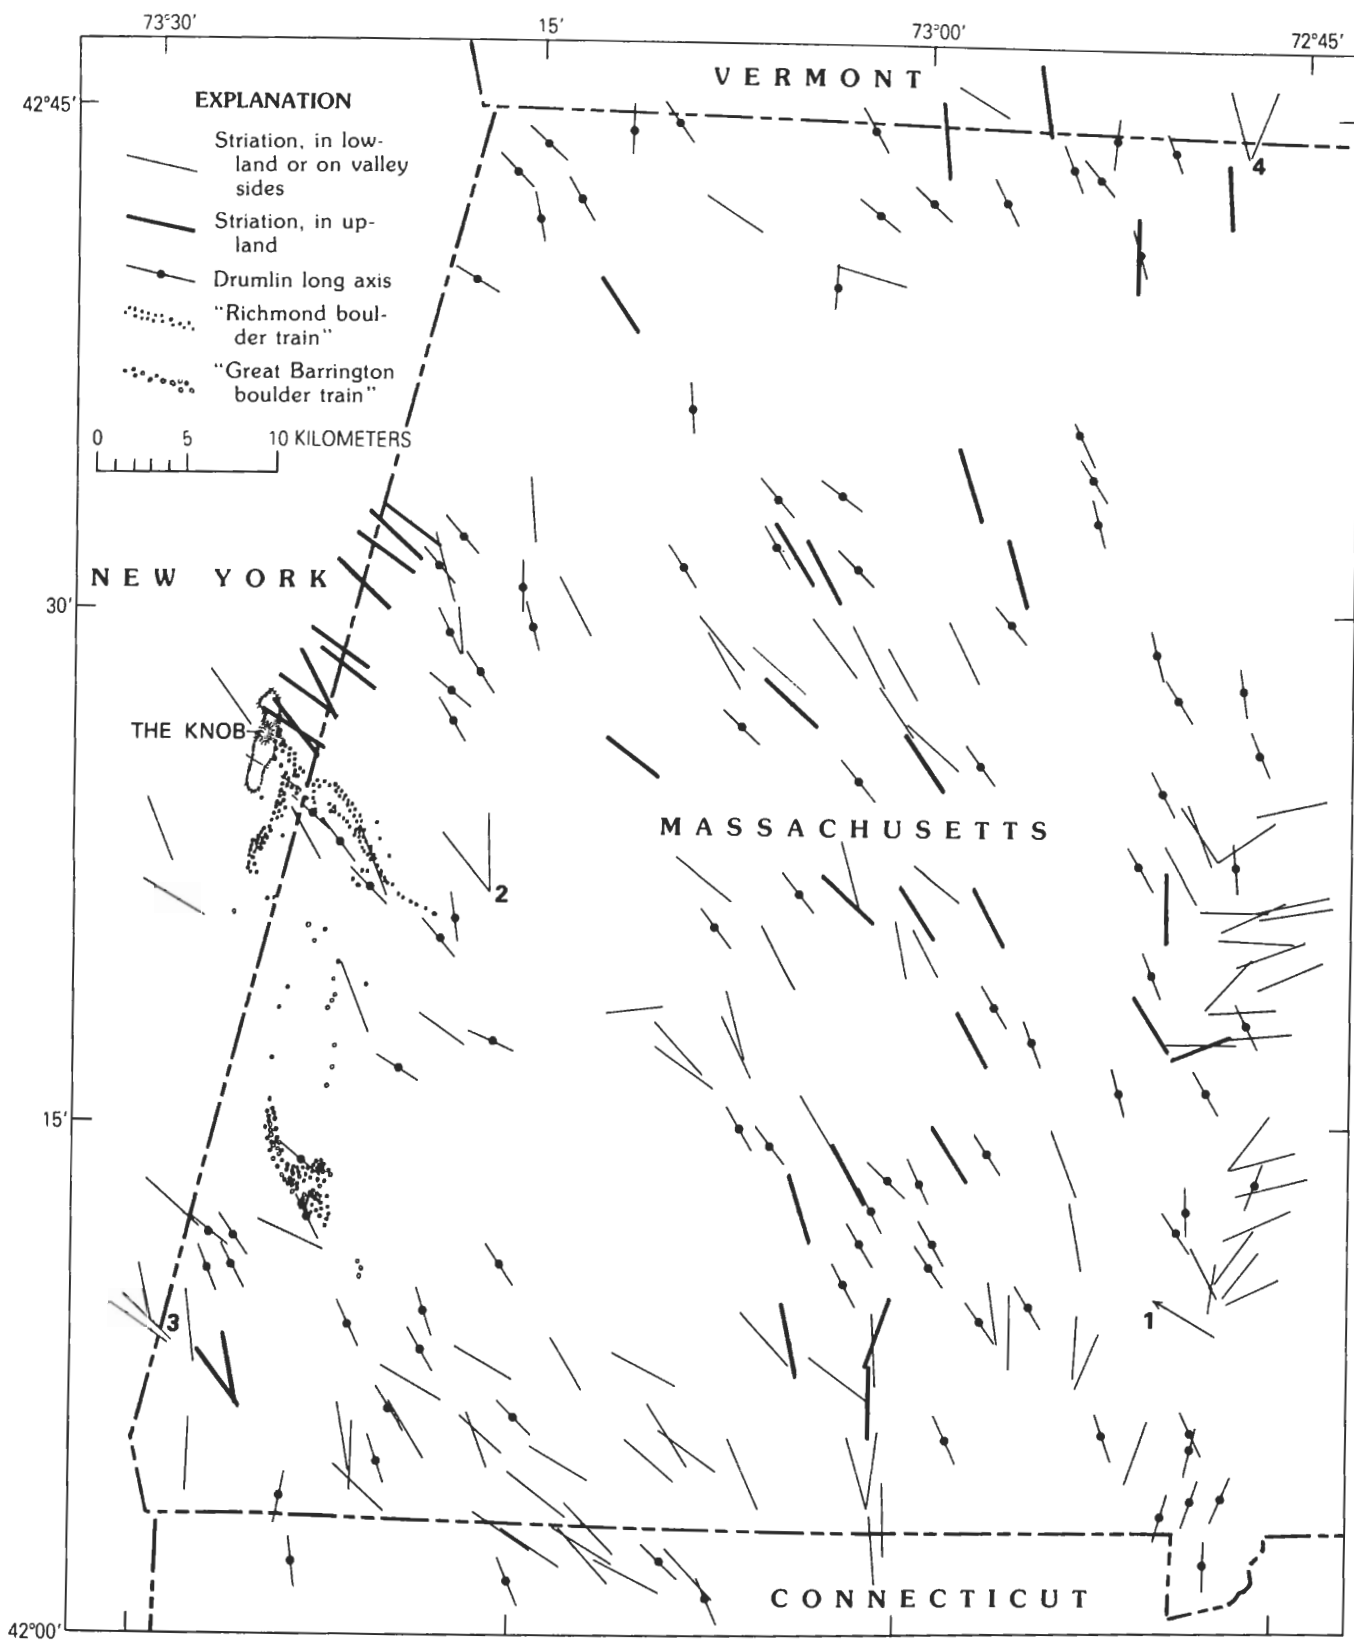 73°30′
15′
73°00′
72°45′
VERMONT
42°45′
EXPLANATION
Striation, in low-
land or on valley
sides
4
Striation, in up-
land
Drumlin long axis
"Richmond boul-
der train"
"Great Barrington
boulder train"
0 5 10 KILOMETERS
NEW YORK
30′
THE KNOB
MASSACHUSETTS
2
15′
3
1
CONNECTICUT
42°00′